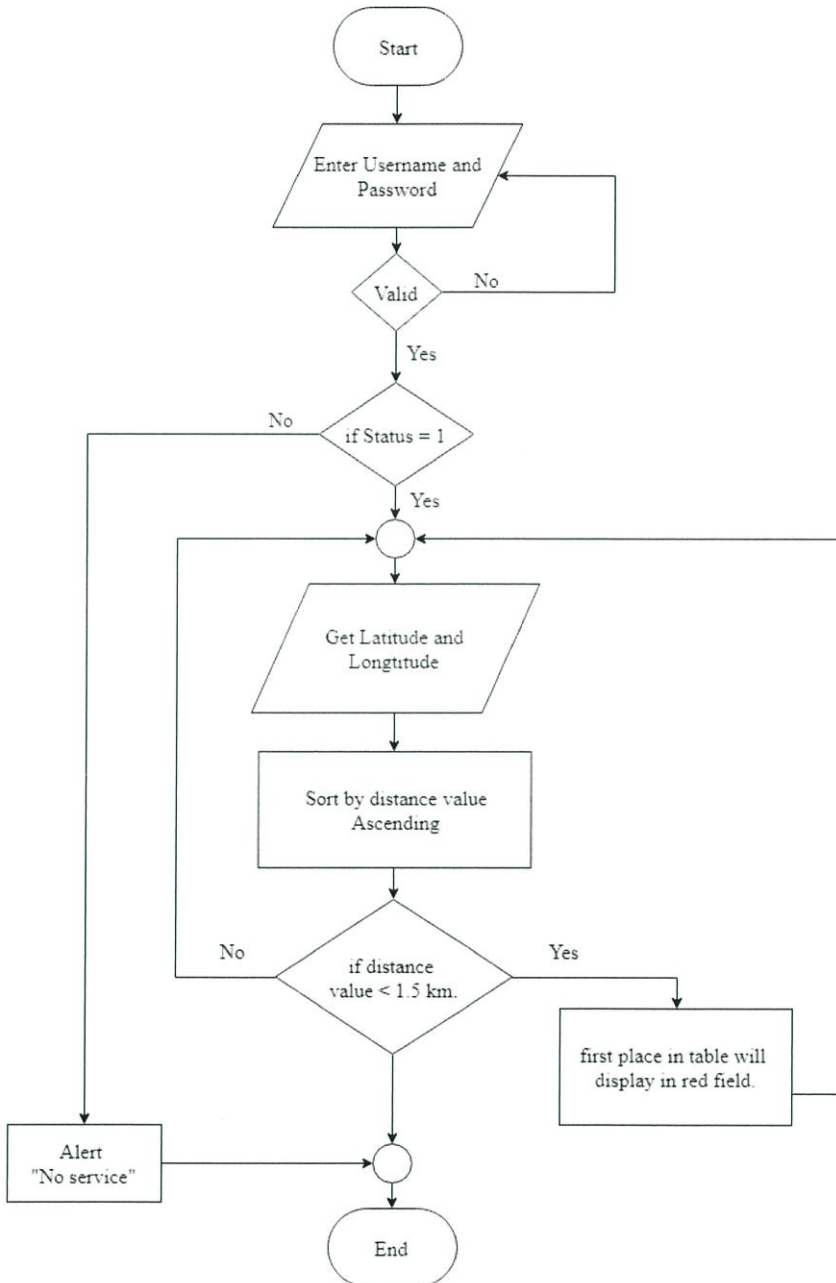 Start
Enter Username and
Password
Valid
No
Yes
No
if Status = 1
Yes
Get Latitude and
Longtitude
Sort by distance value
Ascending
No
Yes
if distance
value < 1.5 km.
first place in table will
display in red field.
Alert
"No service"
End